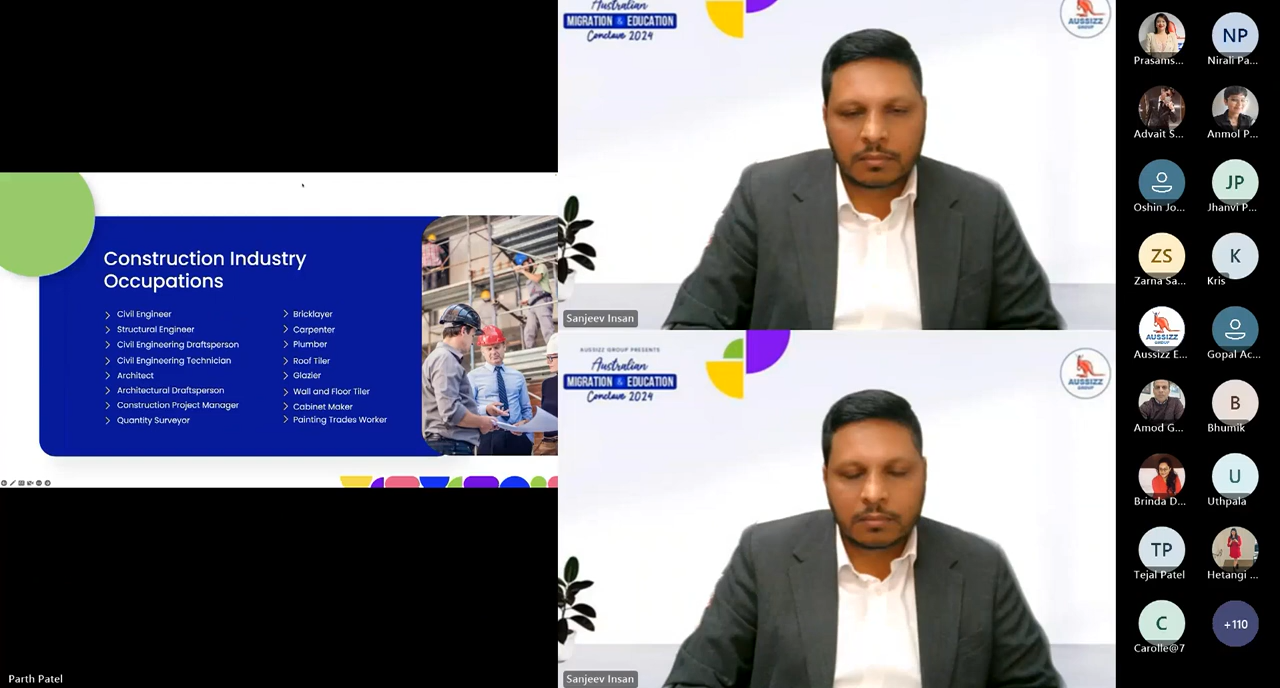 Construction Industry
Occupations
Civil Engineer
Structural Engineer
Civil Engineering Draftsperson
Civil Engineering Technician
Architect
Architectural Draftsperson
Construction Project Manager
Quantity Surveyor
Bricklayer
Carpenter
Plumber
Roof Tiler
Glazier
Wall and Floor Tiler
Cabinet Maker
Painting Trades Worker
Parth Patel
Australian
MIGRATION & EDUCATION
Conclave 2024
AUSSIZZ
GROUP
Sanjeev Insan
AUSSIZZ GROUP PRESENTS
Australian
MIGRATION & EDUCATION
Conclave 2024
AUSSIZZ
GROUP
Sanjeev Insan
Prasams...
NP
Nirali Pa...
Advait S...
Anmol P...
Oshin Jo...
JP
Jhanvi P...
ZS
Zarna Sa...
K
Kris
AUSSIZZ
GROUP
Aussizz E...
Gopal Ac...
Amod G...
B
Bhumik
Brinda D...
U
Uthpala
TP
Tejal Patel
Hetangi ...
C
Carolle@7
+110